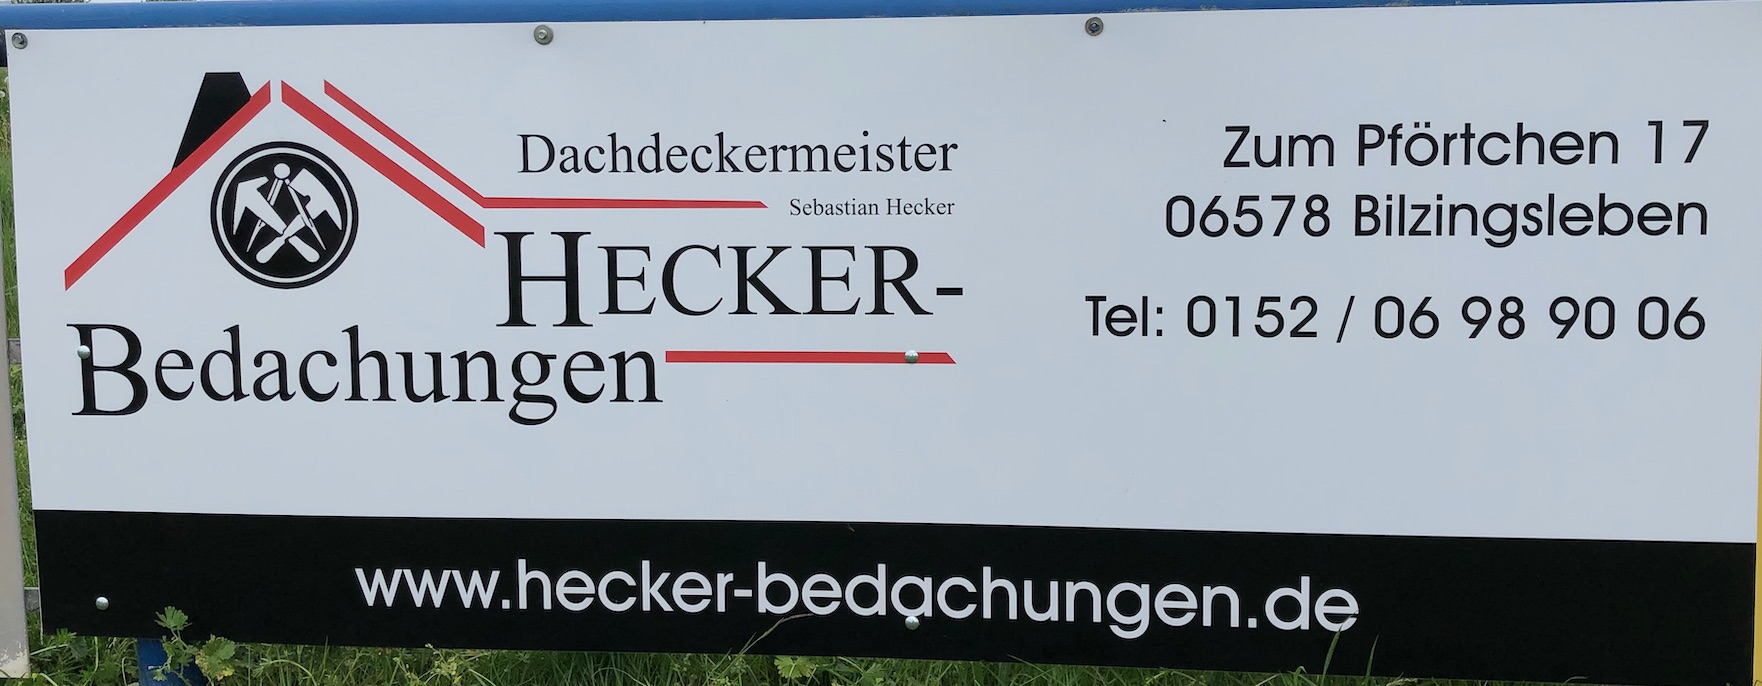 Dachdeckermeister
Sebastian Hecker
HECKER-
Bedachungen
Zum Pförtchen 17
06578 Bilzingsleben
Tel: 0152 / 06 98 90 06
www.hecker-bedachungen.de